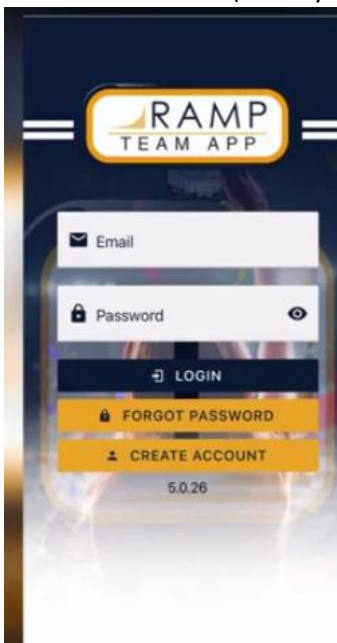 RAMP
TEAM APP
Email
Password
LOGIN
FORGOT PASSWORD
CREATE ACCOUNT
5.0.26